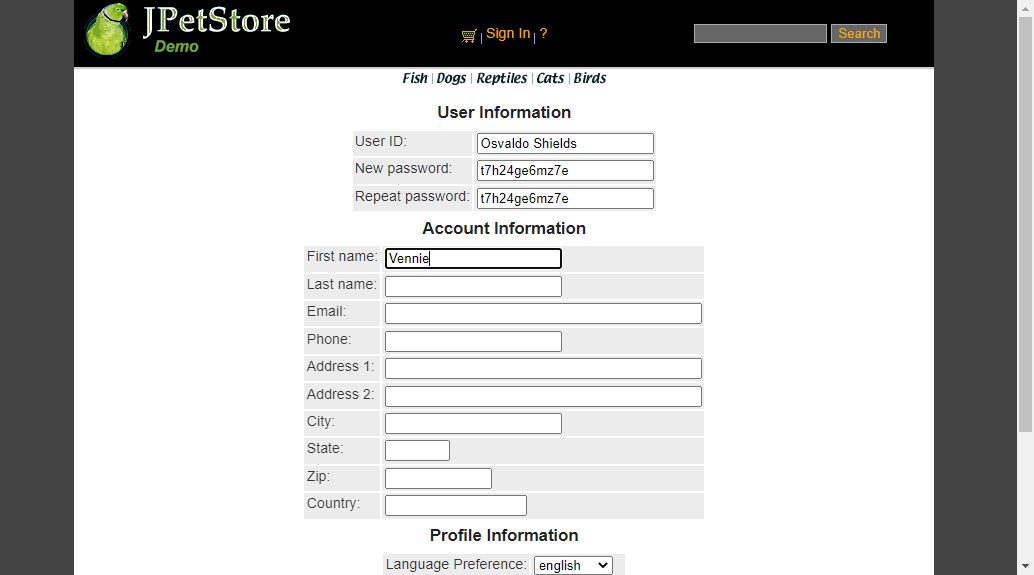 JPetStore
Demo
Sign In | ?
Search
Fish | Dogs | Reptiles | Cats | Birds
User Information
User ID: Osvaldo Shields
New password: t7h24ge6mz7e
Repeat password: t7h24ge6mz7e
Account Information
First name: Vennie
Last name:
Email:
Phone:
Address 1:
Address 2:
City:
State:
Zip:
Country:
Profile Information
Language Preference: english